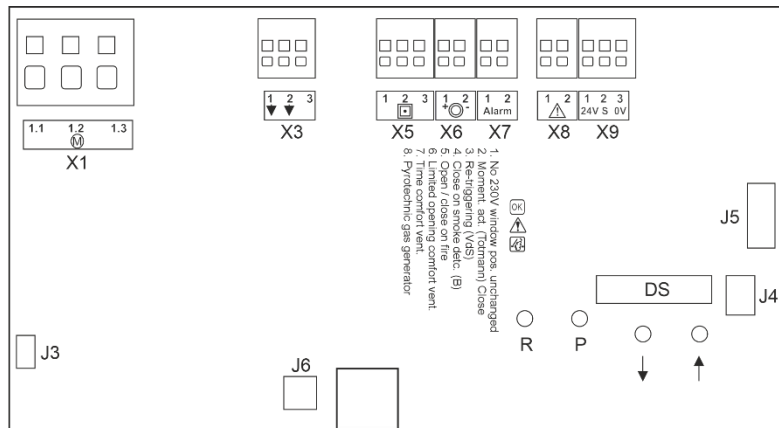 1 2 3
1 2 3
1 2
+ -
1 2
Alarm
1 2
1 2 3
24V S 0V
1.1 1.2 1.3
M
X1
X3
X5
X6
X7
X8
X9
1. No 230V window pos. unchanged
2. Moment. act. (Totmann) Close
3. Re-triggering (VdS)
4. Close on smoke detc. (B)
5. Open / close on fire
6. Limited opening comfort vent.
7. Time comfort vent.
8. Pyrotechnic gas generator
OK
J5
DS
J4
R
P
J3
J6